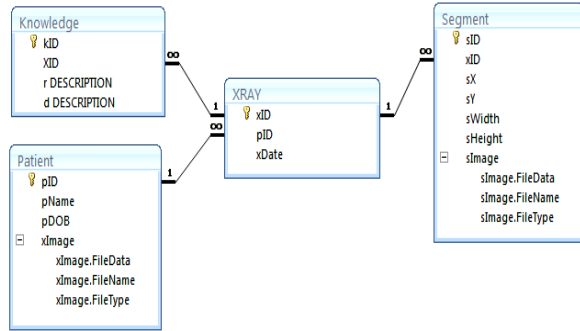 Knowledge
kID
XID
r DESCRIPTION
d DESCRIPTION
∞
1
∞
XRAY
xID
pID
xDate
1
∞
Segment
sID
xID
sX
sY
sWidth
sHeight
sImage
sImage.FileData
sImage.FileName
sImage.FileType
Patient
pID
pName
pDOB
xImage
xImage.FileData
xImage.FileName
xImage.FileType
1